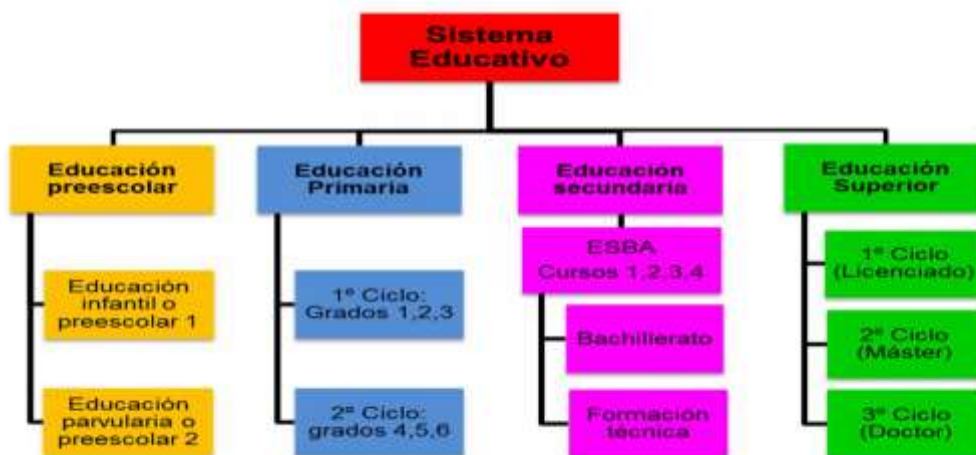 Sistema
Educativo
Educación
preescolar
Educación
infantil o
preescolar 1
Educación
parvularia o
preescolar 2
Educación
Primaria
1º Ciclo:
Grados 1,2,3
2º Ciclo:
grados 4,5,6
Educación
secundaria
ESBA
Cursos 1,2,3,4
Bachillerato
Formación
técnica
Educación
Superior
1º Ciclo
(Licenciado)
2º Ciclo
(Máster)
3º Ciclo
(Doctor)